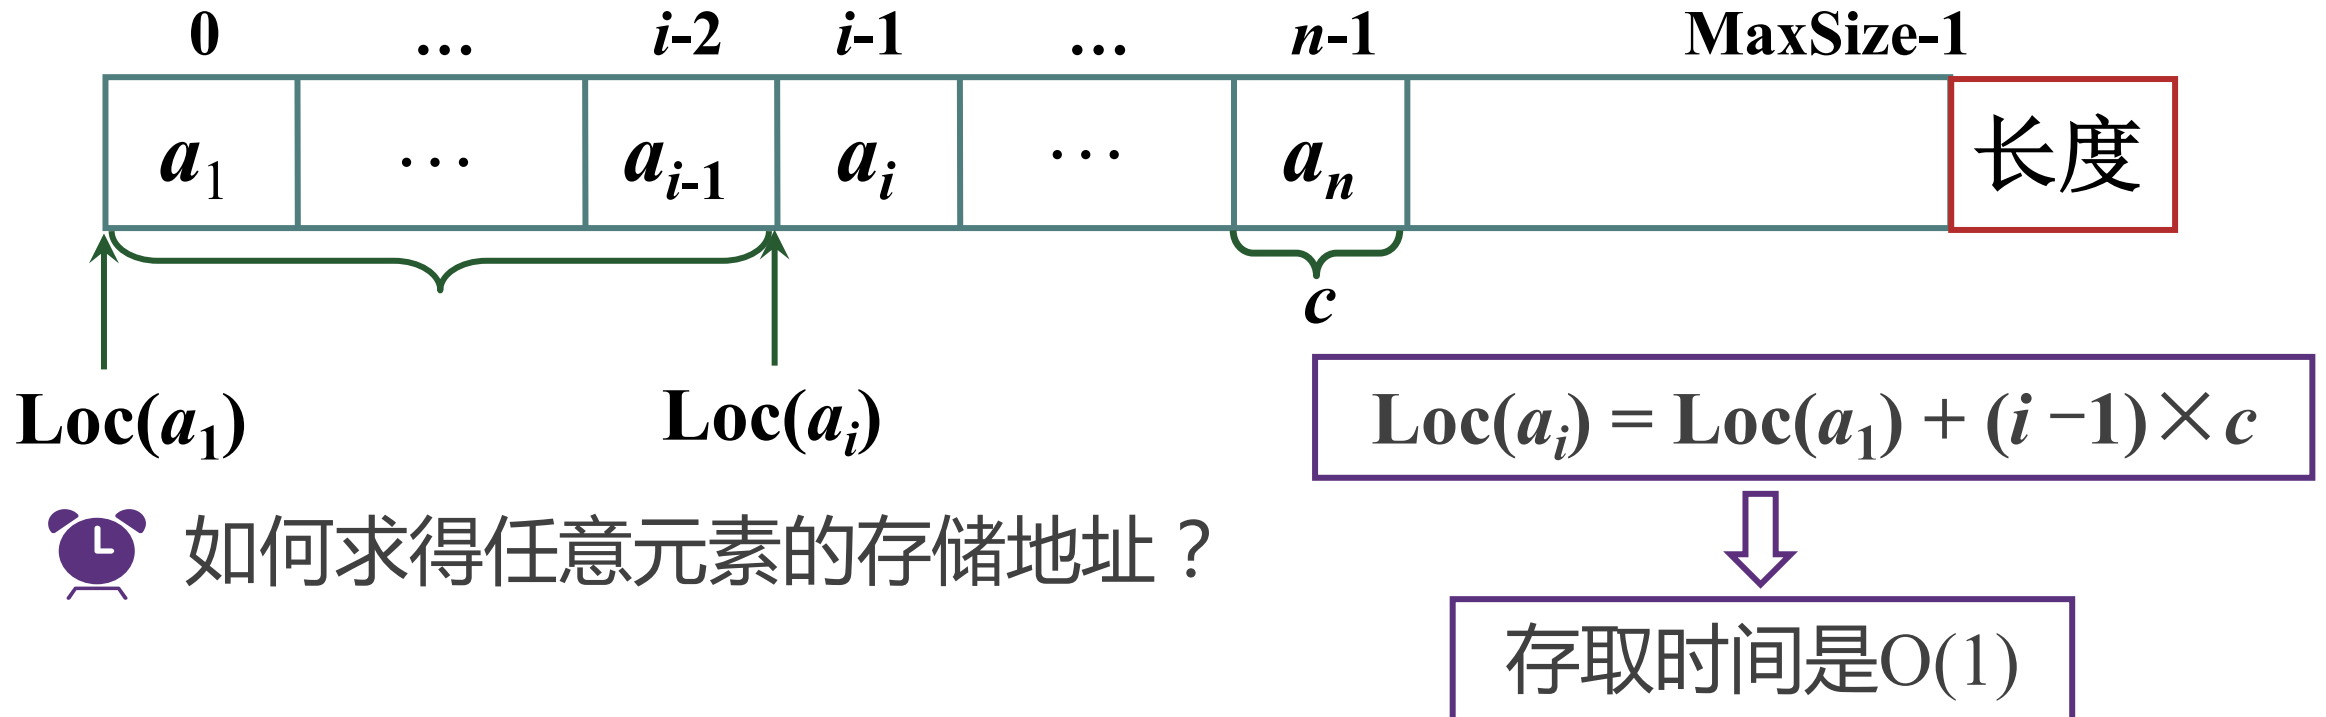 0 … i-2 i-1 … n-1 MaxSize-1
a1 … ai-1 ai … an 长度
c
Loc(a1) Loc(ai)
Loc(ai) = Loc(a1) + (i −1)×c
如何求得任意元素的存储地址？
存取时间是O(1)